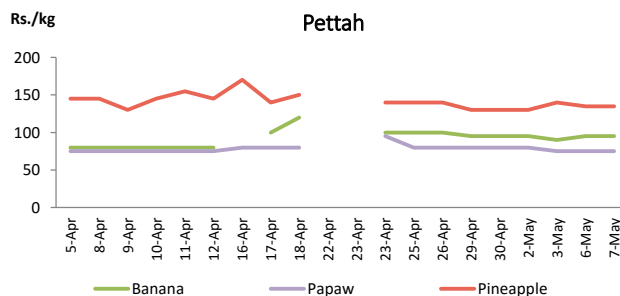 Rs./kg
Pettah
200
150
100
50
0
5-Apr 8-Apr 9-Apr 10-Apr 11-Apr 12-Apr 16-Apr 17-Apr 18-Apr 22-Apr 23-Apr 23-Apr 25-Apr 26-Apr 29-Apr 30-Apr 2-May 3-May 6-May 7-May
Banana Papaw Pineapple